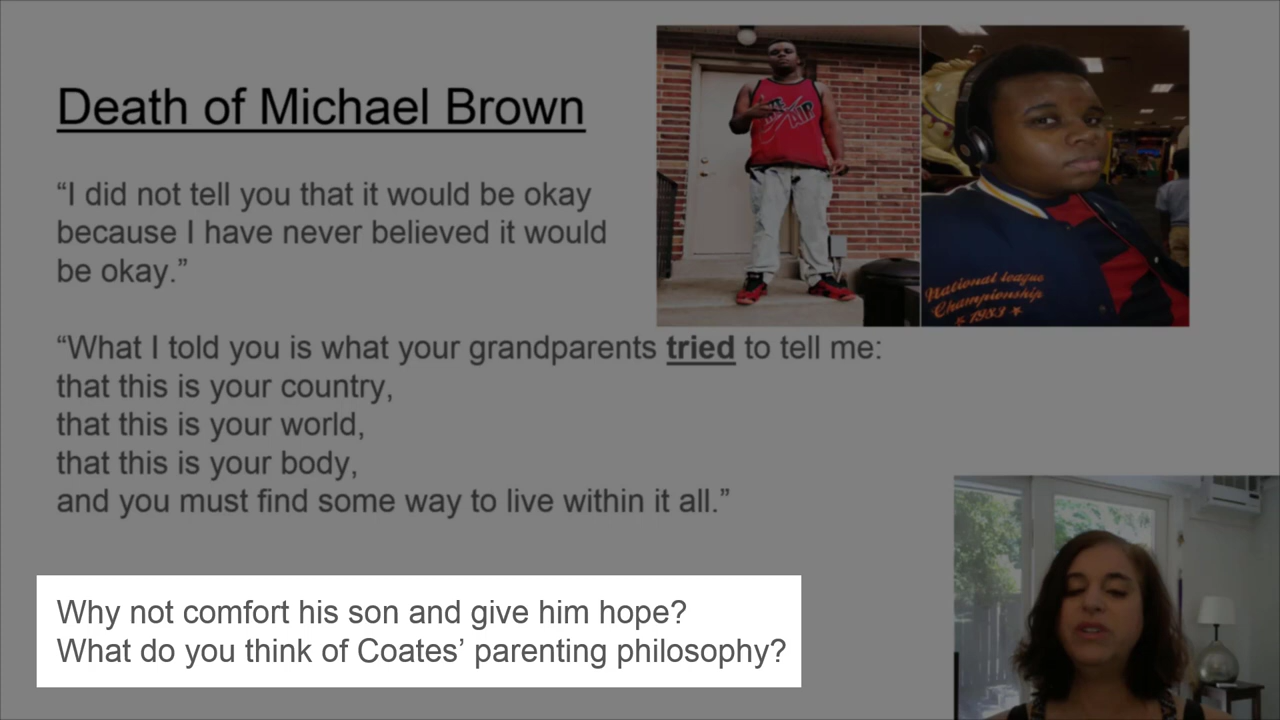 Death of Michael Brown
“I did not tell you that it would be okay
because I have never believed it would
be okay.”
“What I told you is what your grandparents tried to tell me:
that this is your country,
that this is your world,
that this is your body,
and you must find some way to live within it all.”
Why not comfort his son and give him hope?
What do you think of Coates’ parenting philosophy?
National league
Championship
1983